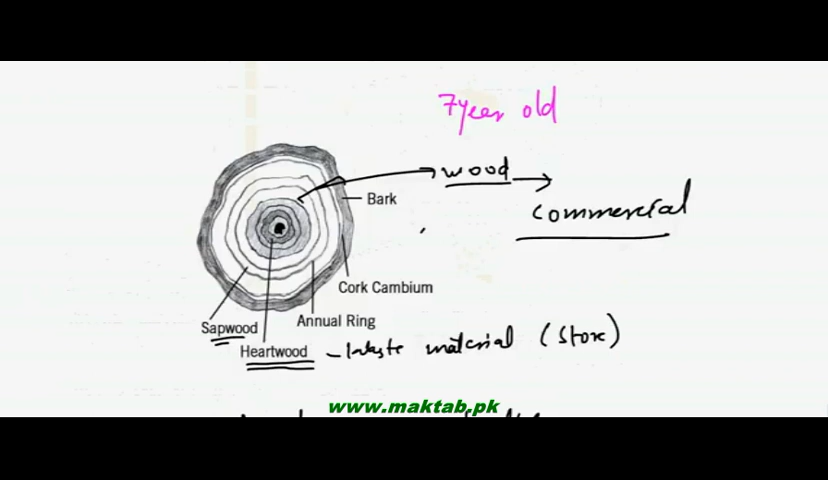 7year old
wood
commercial
Bark
Cork Cambium
Annual Ring
Sapwood
Heartwood - waste material (store)
www.maktab.pk